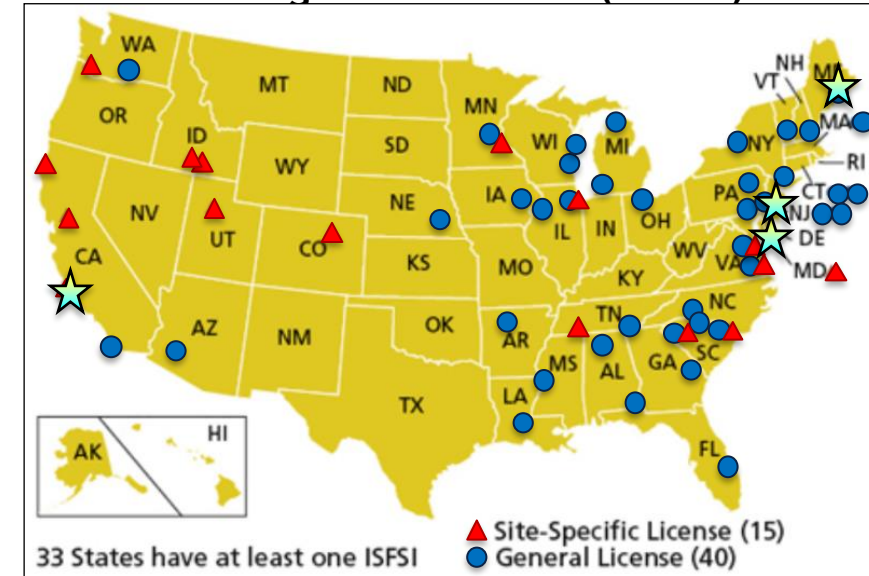 WA
MT
ND
MN
OR
ID
WY
SD
WI
MI
NH
VT
ME
MA
NY
RI
CT
NV
UT
CO
NE
IA
IL
IN
OH
PA
NJ
DE
MD
CA
KS
MO
KY
WV
VA
AZ
NM
OK
AR
TN
NC
SC
MS
AL
GA
TX
LA
FL
AK
HI
Site-Specific License (15)
33 States have at least one ISFSI
General License (40)